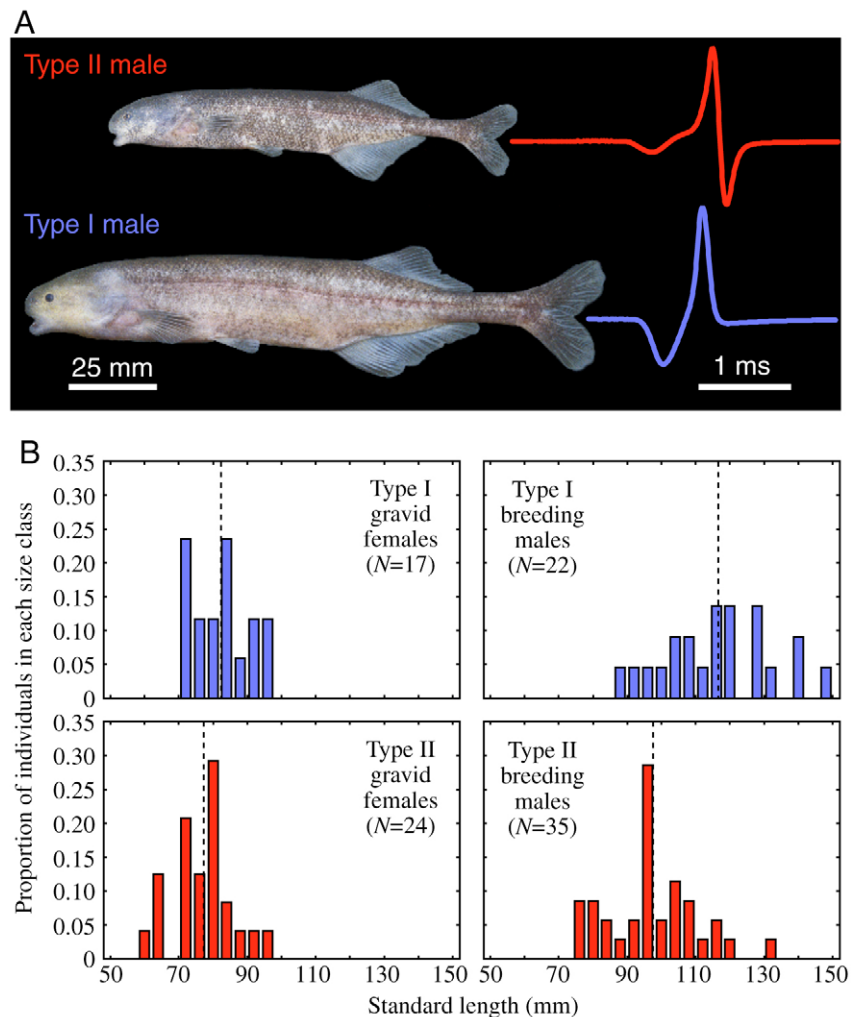 A
Type II male
Type I male
25 mm
1 ms
B
Proportion of individuals in each size class
0.35
0.30
0.25
0.20
0.15
0.10
0.05
0
Type I
gravid
females
(N=17)
Type I
breeding
males
(N=22)
0.35
0.30
0.25
0.20
0.15
0.10
0.05
0
Type II
gravid
females
(N=24)
Type II
breeding
males
(N=35)
50 70 90 110 130 150
50 70 90 110 130 150
Standard length (mm)